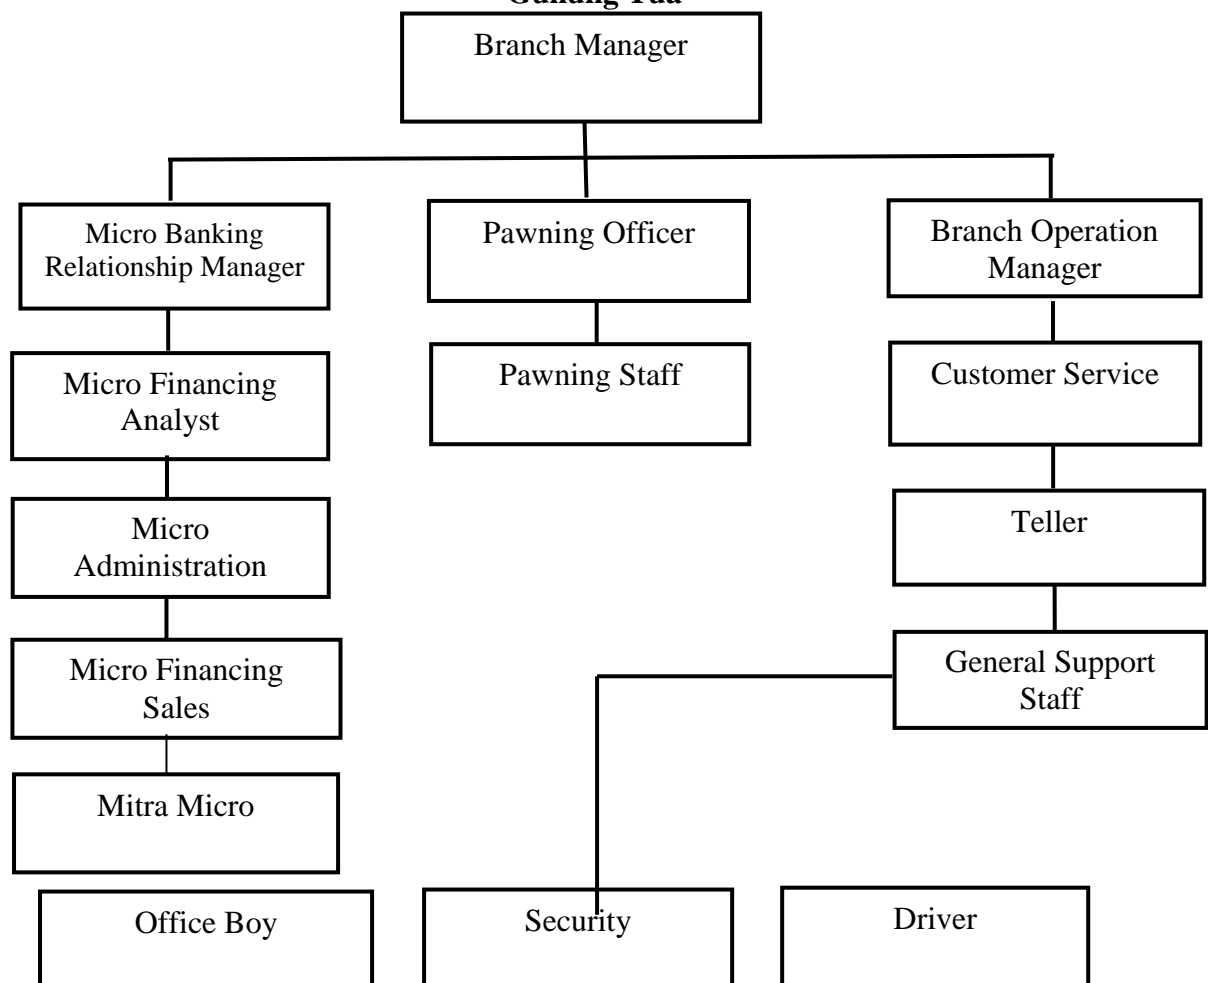 Gunung Tua
Branch Manager
Micro Banking
Relationship Manager
Pawning Officer
Branch Operation
Manager
Micro Financing
Analyst
Pawning Staff
Customer Service
Micro
Administration
Teller
Micro Financing
Sales
General Support
Staff
Mitra Micro
Office Boy
Security
Driver